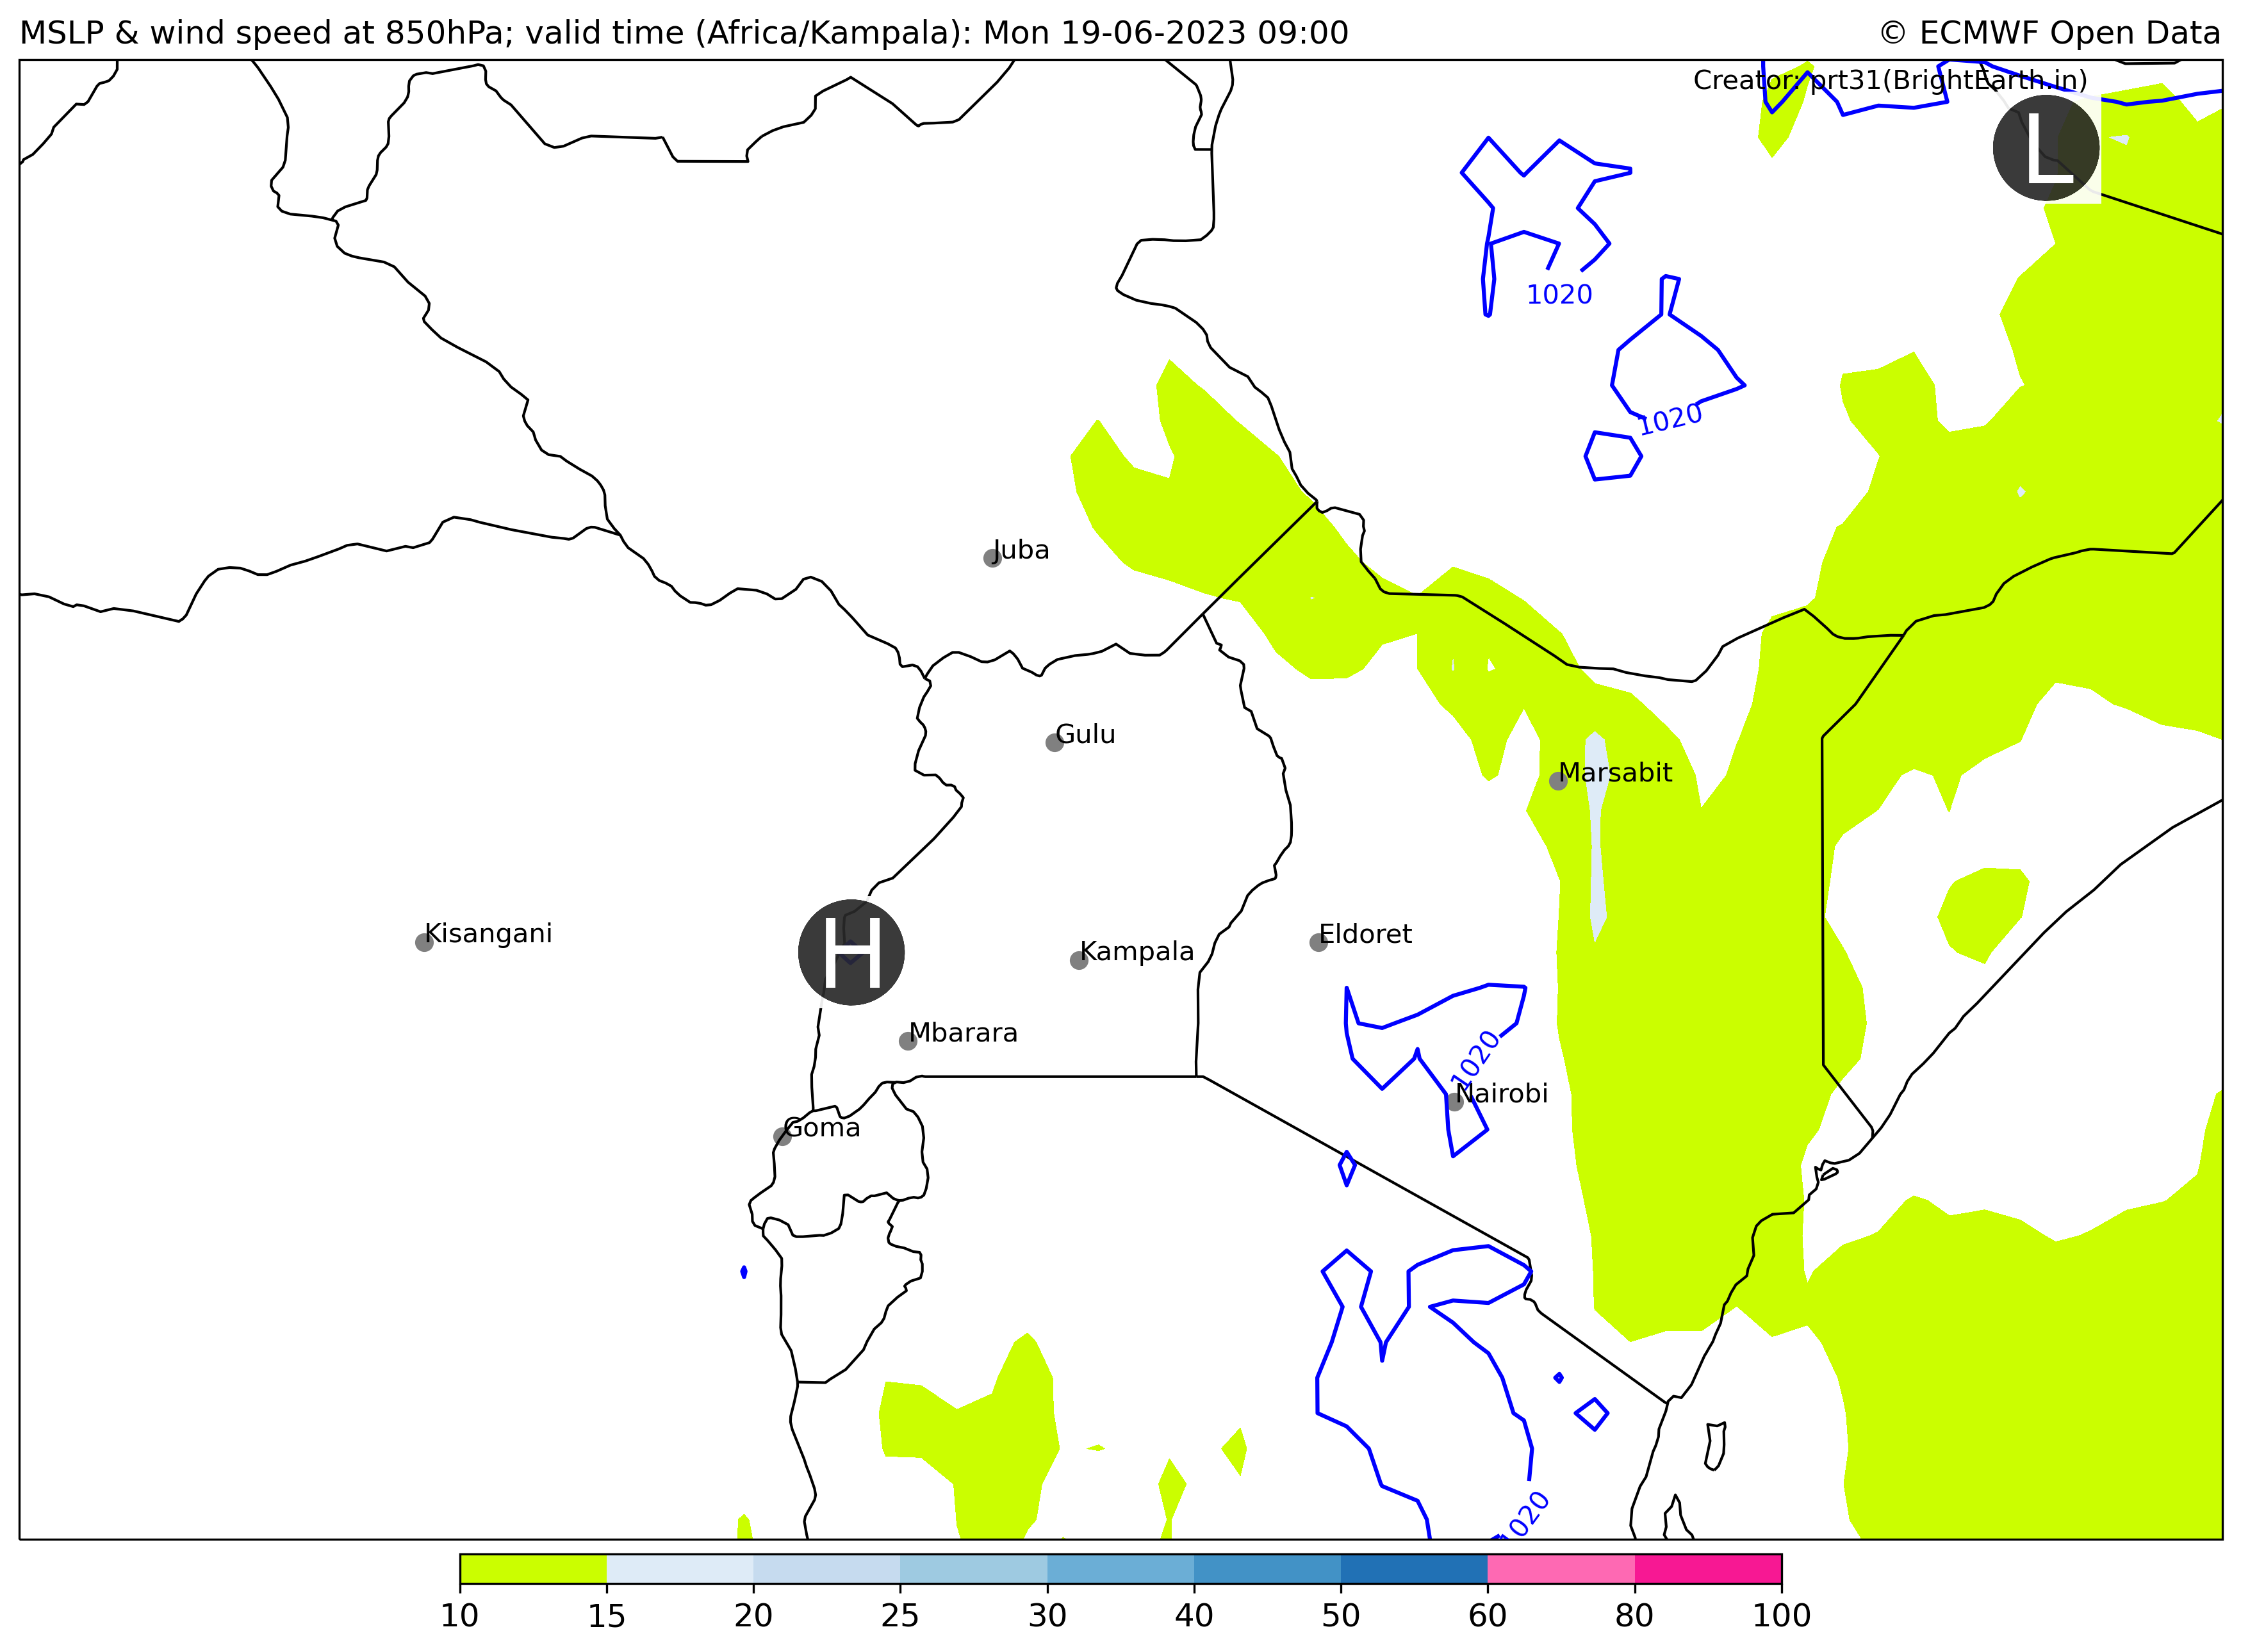 MSLP & wind speed at 850hPa; valid time (Africa/Kampala): Mon 19-06-2023 09:00
© ECMWF Open Data
Creator: prt31(BrightEarth.in)
L
1020
1020
Juba
Gulu
Marsabit
Kisangani
H
Kampala
Eldoret
Mbarara
1020
Nairobi
Goma
1020
10 15 20 25 30 40 50 60 80 100